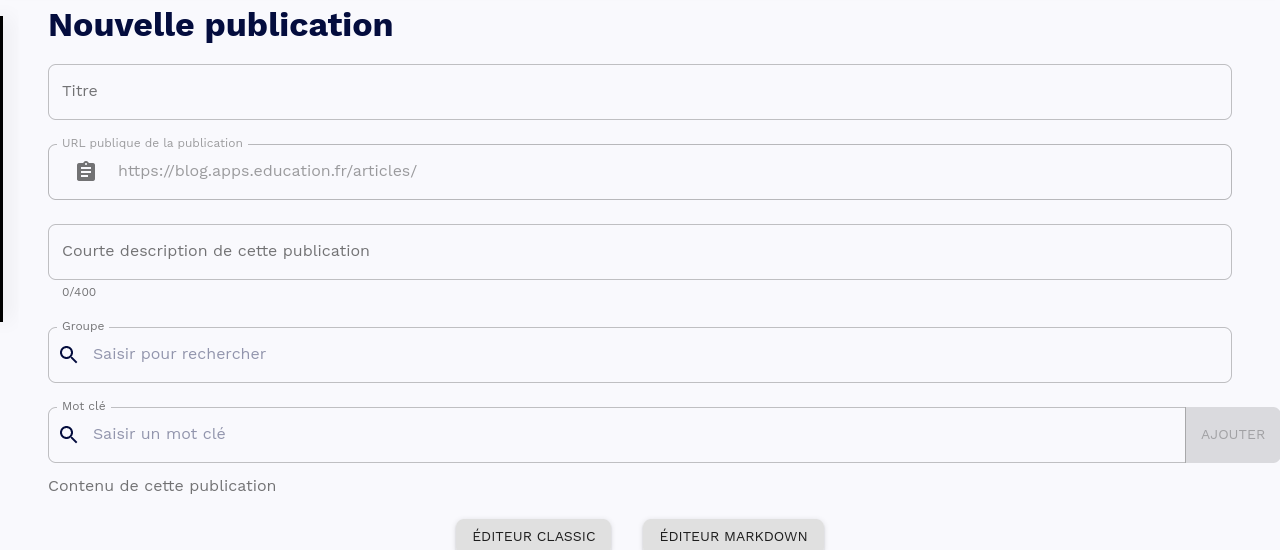 Nouvelle publication
Titre
URL publique de la publication
https://blog.apps.education.fr/articles/
Courte description de cette publication
0/400
Groupe
Saisir pour rechercher
Mot clé
Saisir un mot clé
AJOUTER
Contenu de cette publication
ÉDITEUR CLASSIC
ÉDITEUR MARKDOWN